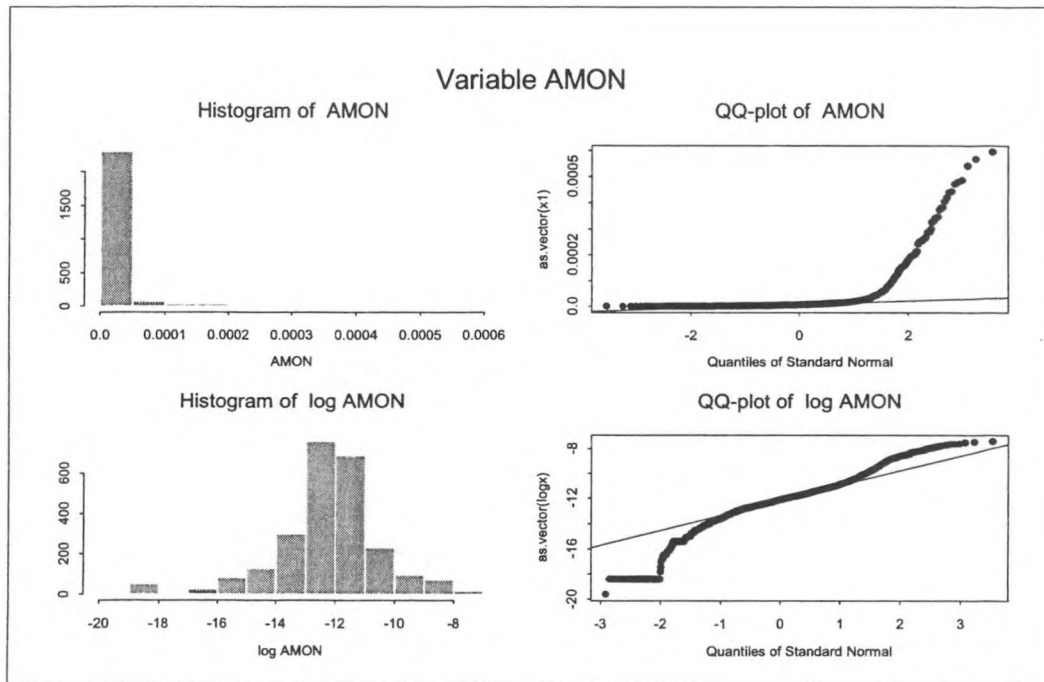 Variable AMON
Histogram of AMON
1500
500
0
0.0 0.0001 0.0002 0.0003 0.0004 0.0005 0.0006
AMON
QQ-plot of AMON
as.vector(x1)
0.0005
0.0002
0.0
-2 0 2
Quantiles of Standard Normal
Histogram of log AMON
600
400
200
0
-20 -18 -16 -14 -12 -10 -8
log AMON
QQ-plot of log AMON
as.vector(logx)
-8
-12
-16
-20
-3 -2 -1 0 1 2 3
Quantiles of Standard Normal